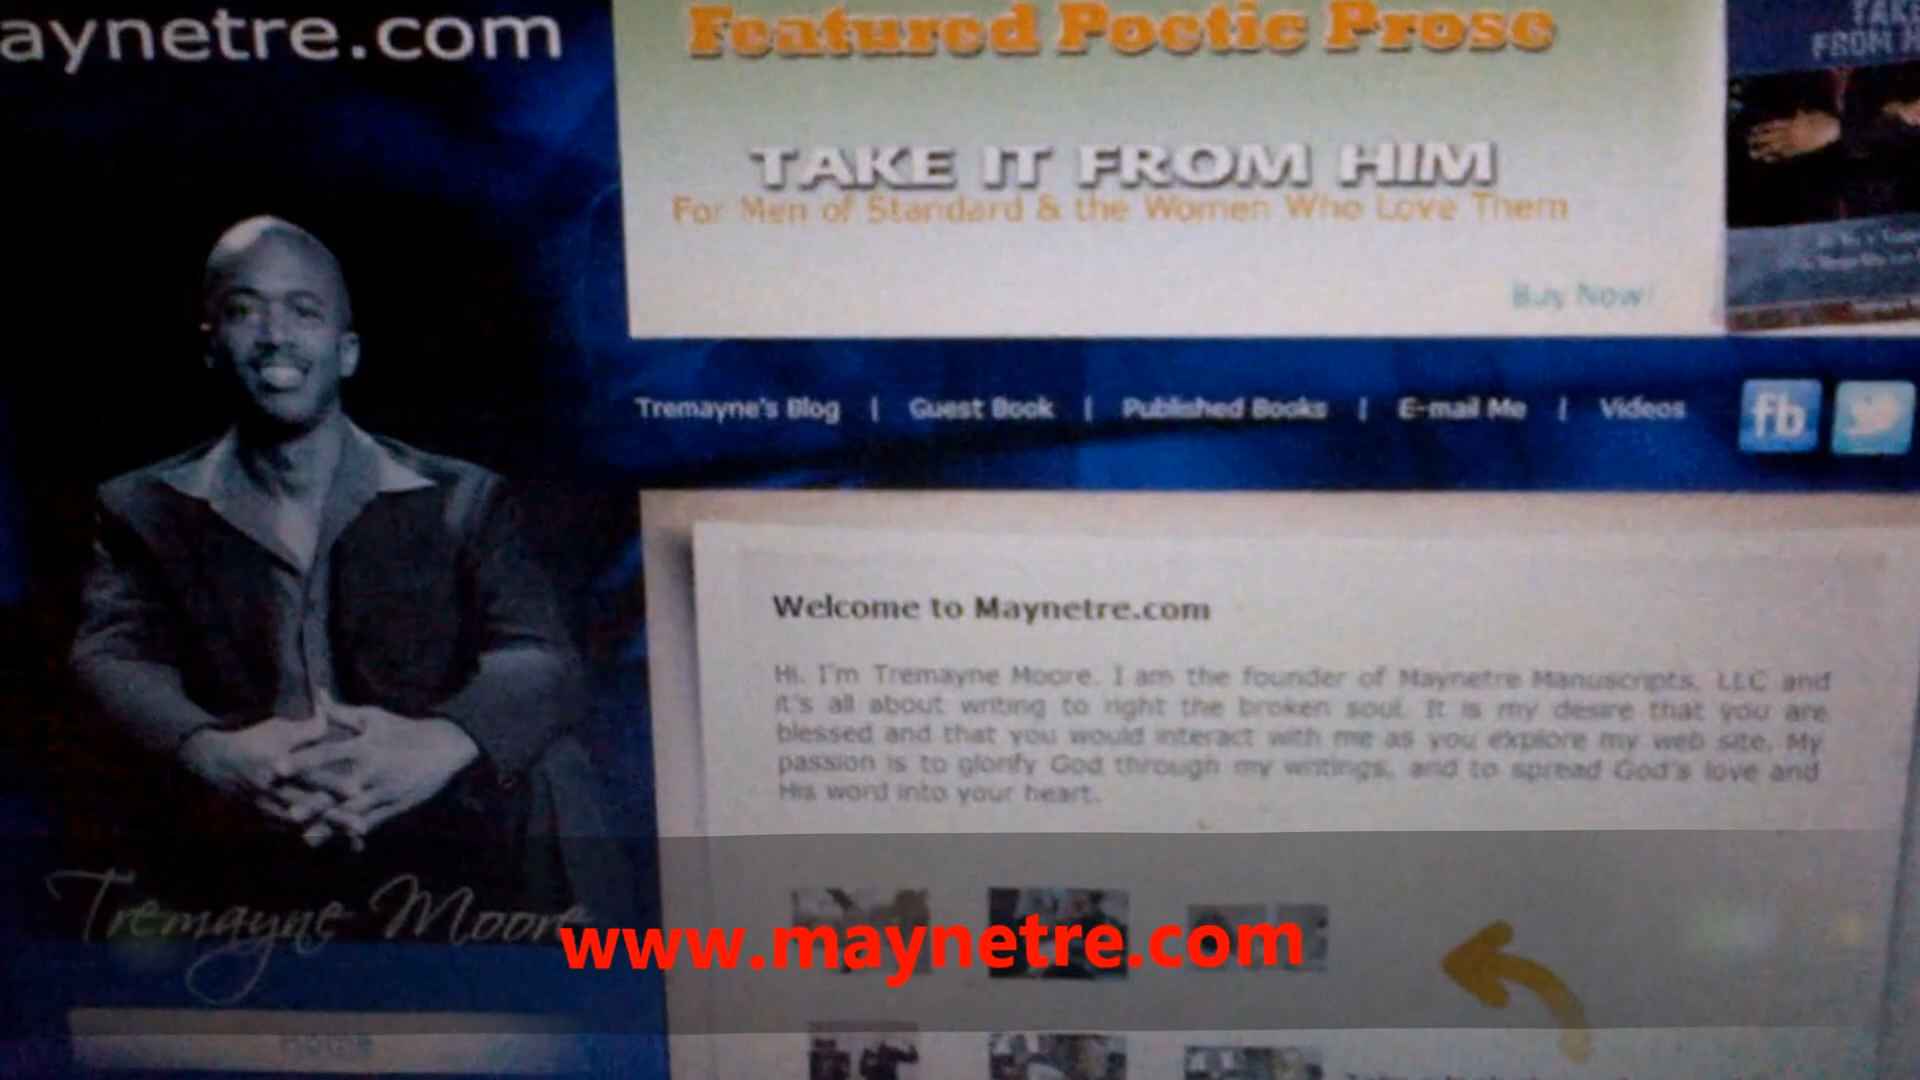 aynetre.com
Featured Poetic Prose
TAKE IT FROM HIM
For Men of Standard & the Women Who Love Them
Buy Now!
TAKE
FROM H
Tremayne's Blog | Guest Book | Published Books | E-mail Me | Videos
fb
Welcome to Maynetre.com
Hi. I'm Tremayne Moore. I am the founder of Maynetre Manuscripts, LLC and
it's all about writing to right the broken soul. It is my desire that you are
blessed and that you would interact with me as you explore my web site. My
passion is to glorify God through my writings, and to spread God's love and
His word into your heart.
Tremayne Moore
www.maynetre.com
Home